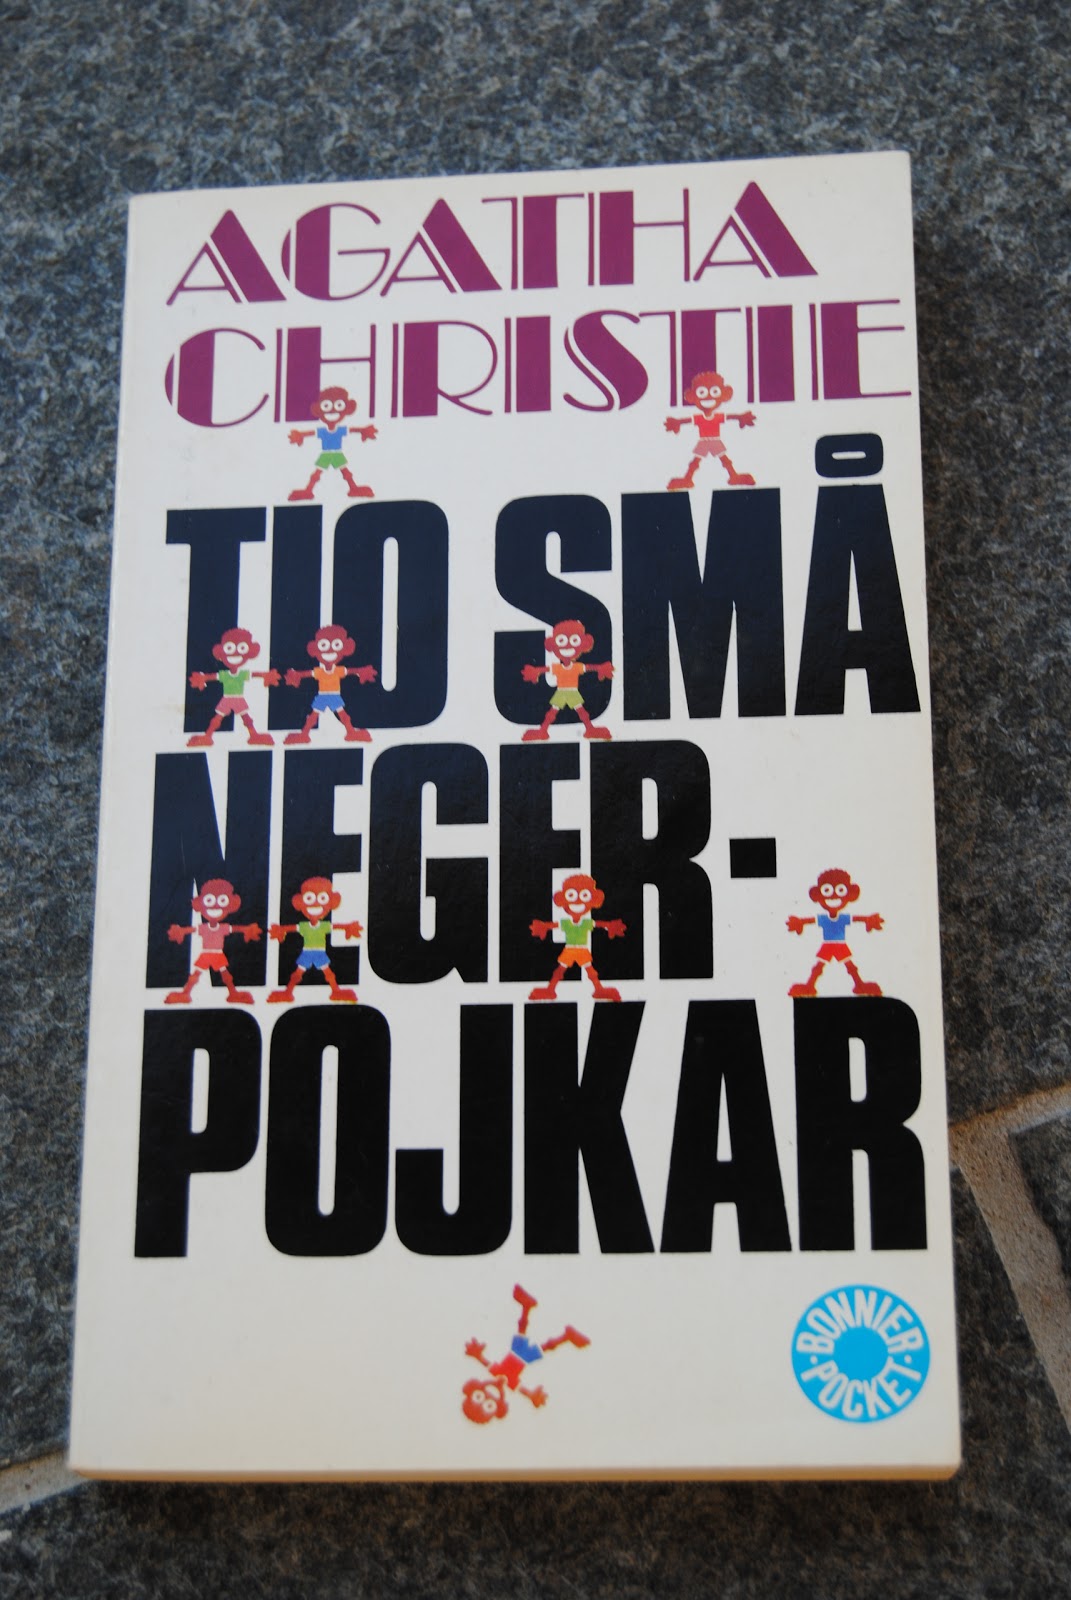 AGATHA
CHRISTIE
TIO SMÅ
NEGER-
POJKAR
BONNIER·
POCKET·